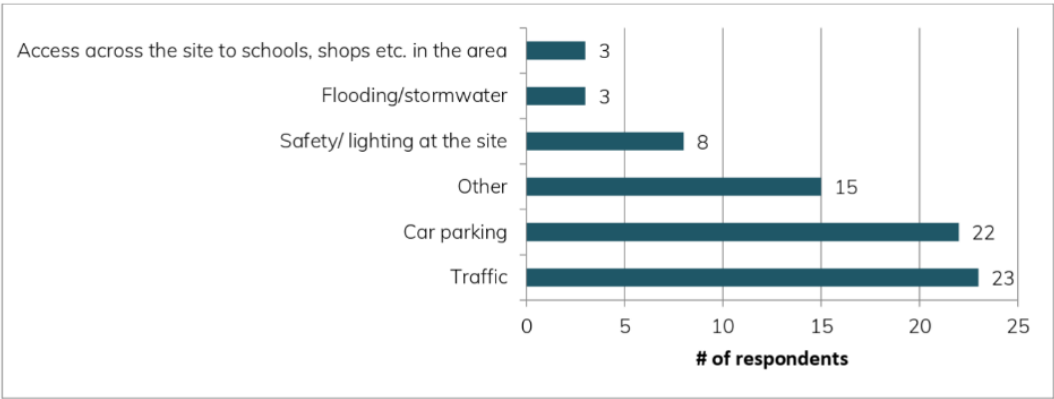 Access across the site to schools, shops etc. in the area 3
Flooding/stormwater 3
Safety/ lighting at the site 8
Other 15
Car parking 22
Traffic 23
0 5 10 15 20 25
# of respondents